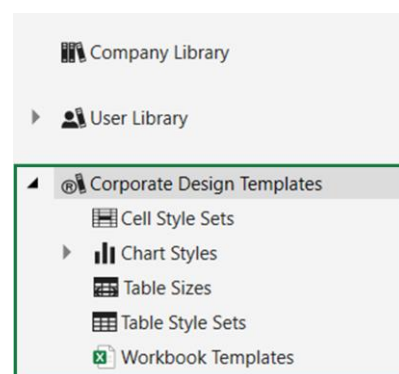 Company Library
User Library
Corporate Design Templates
Cell Style Sets
Chart Styles
Table Sizes
Table Style Sets
Workbook Templates